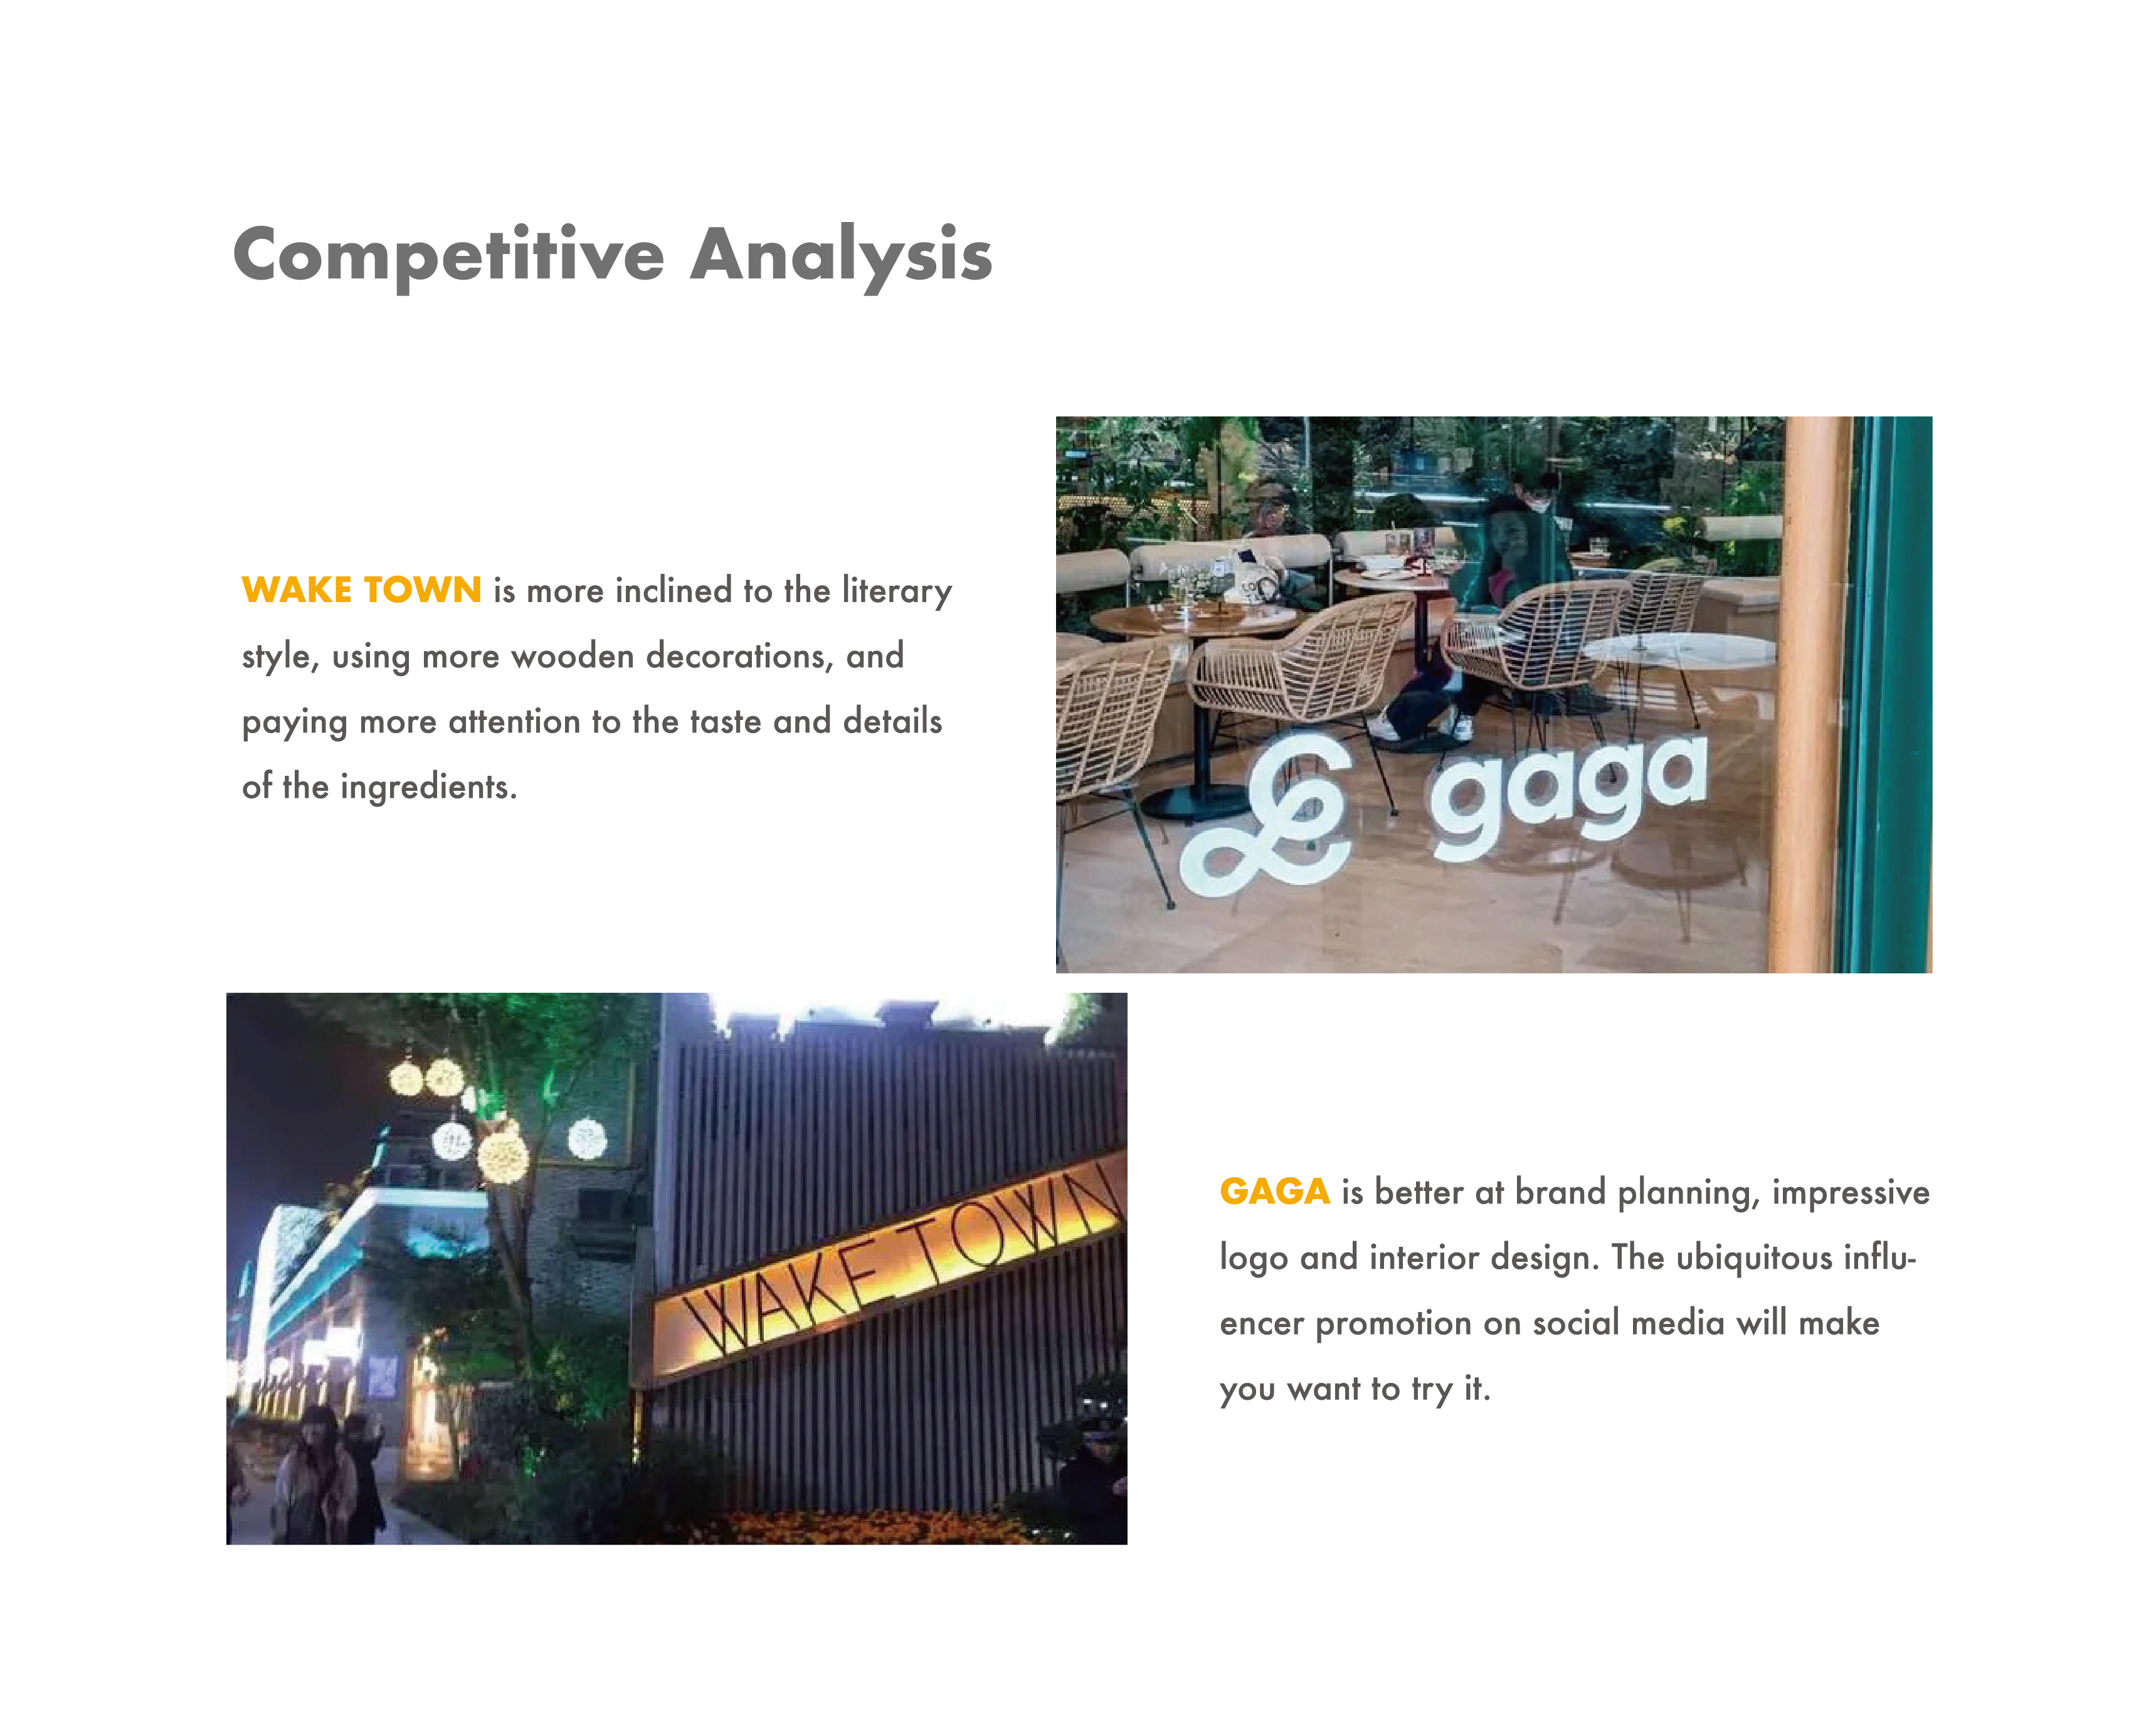 Competitive Analysis
WAKE TOWN is more inclined to the literary
style, using more wooden decorations, and
paying more attention to the taste and details
of the ingredients.
gaga
WAKE TOWN
GAGA is better at brand planning, impressive
logo and interior design. The ubiquitous influ-
encer promotion on social media will make
you want to try it.